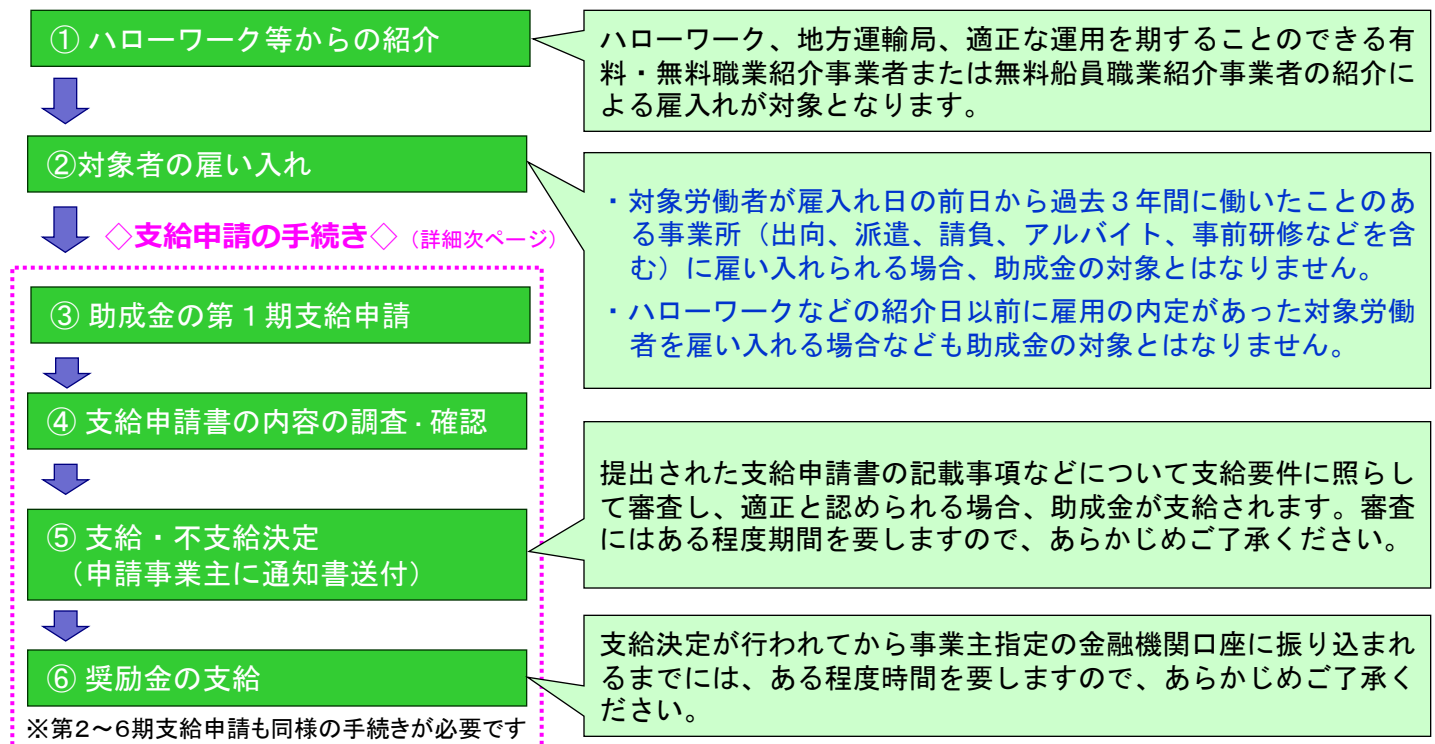 ① ハローワーク等からの紹介
ハローワーク、地方運輸局、適正な運用を期することのできる有
料・無料職業紹介事業者または無料船員職業紹介事業者の紹介に
よる雇入れが対象となります。
②対象者の雇い入れ
・対象労働者が雇入れ日の前日から過去３年間に働いたことのあ
る事業所（出向、派遣、請負、アルバイト、事前研修などを含
む）に雇い入れられる場合、助成金の対象とはなりません。
・ハローワークなどの紹介日以前に雇用の内定があった対象労働
者を雇い入れる場合なども助成金の対象とはなりません。
◇支給申請の手続き◇（詳細次ページ）
③ 助成金の第１期支給申請
④ 支給申請書の内容の調査・確認
⑤ 支給・不支給決定
（申請事業主に通知書送付）
提出された支給申請書の記載事項などについて支給要件に照らし
て審査し、適正と認められる場合、助成金が支給されます。審査
にはある程度期間を要しますので、あらかじめご了承ください。
⑥ 奨励金の支給
支給決定が行われてから事業主指定の金融機関口座に振り込まれ
るまでには、ある程度時間を要しますので、あらかじめご了承く
ださい。
※第２～６期支給申請も同様の手続きが必要です